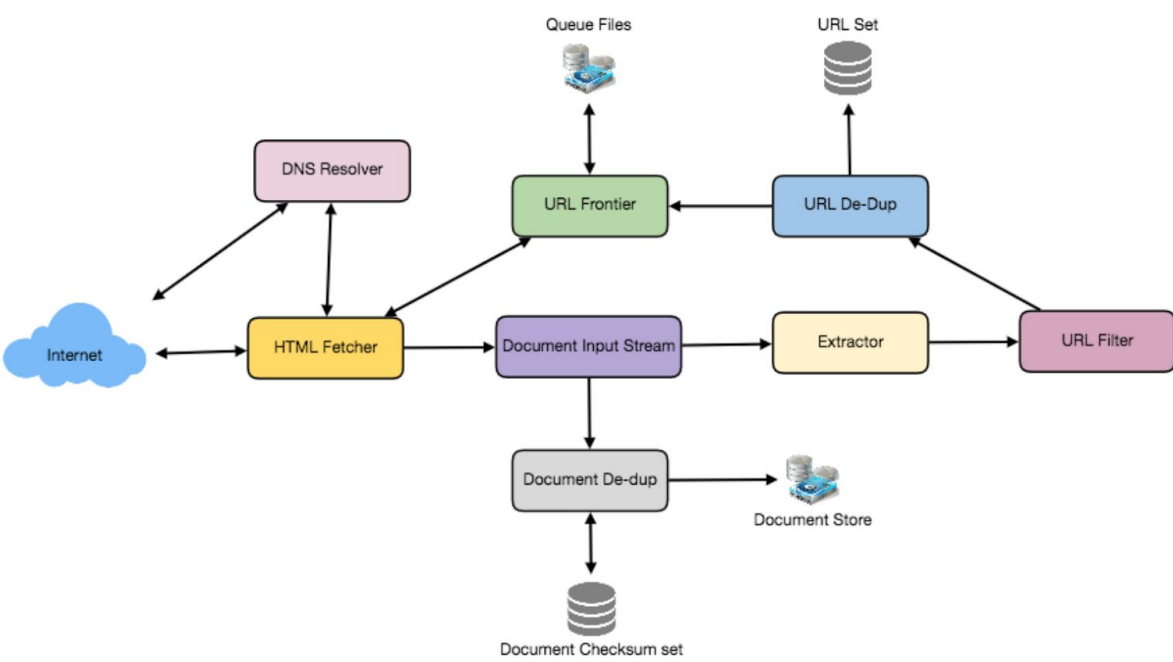 Queue Files
URL Set
DNS Resolver
URL Frontier
URL De-Dup
Internet
HTML Fetcher
Document Input Stream
Extractor
URL Filter
Document De-dup
Document Store
Document Checksum set